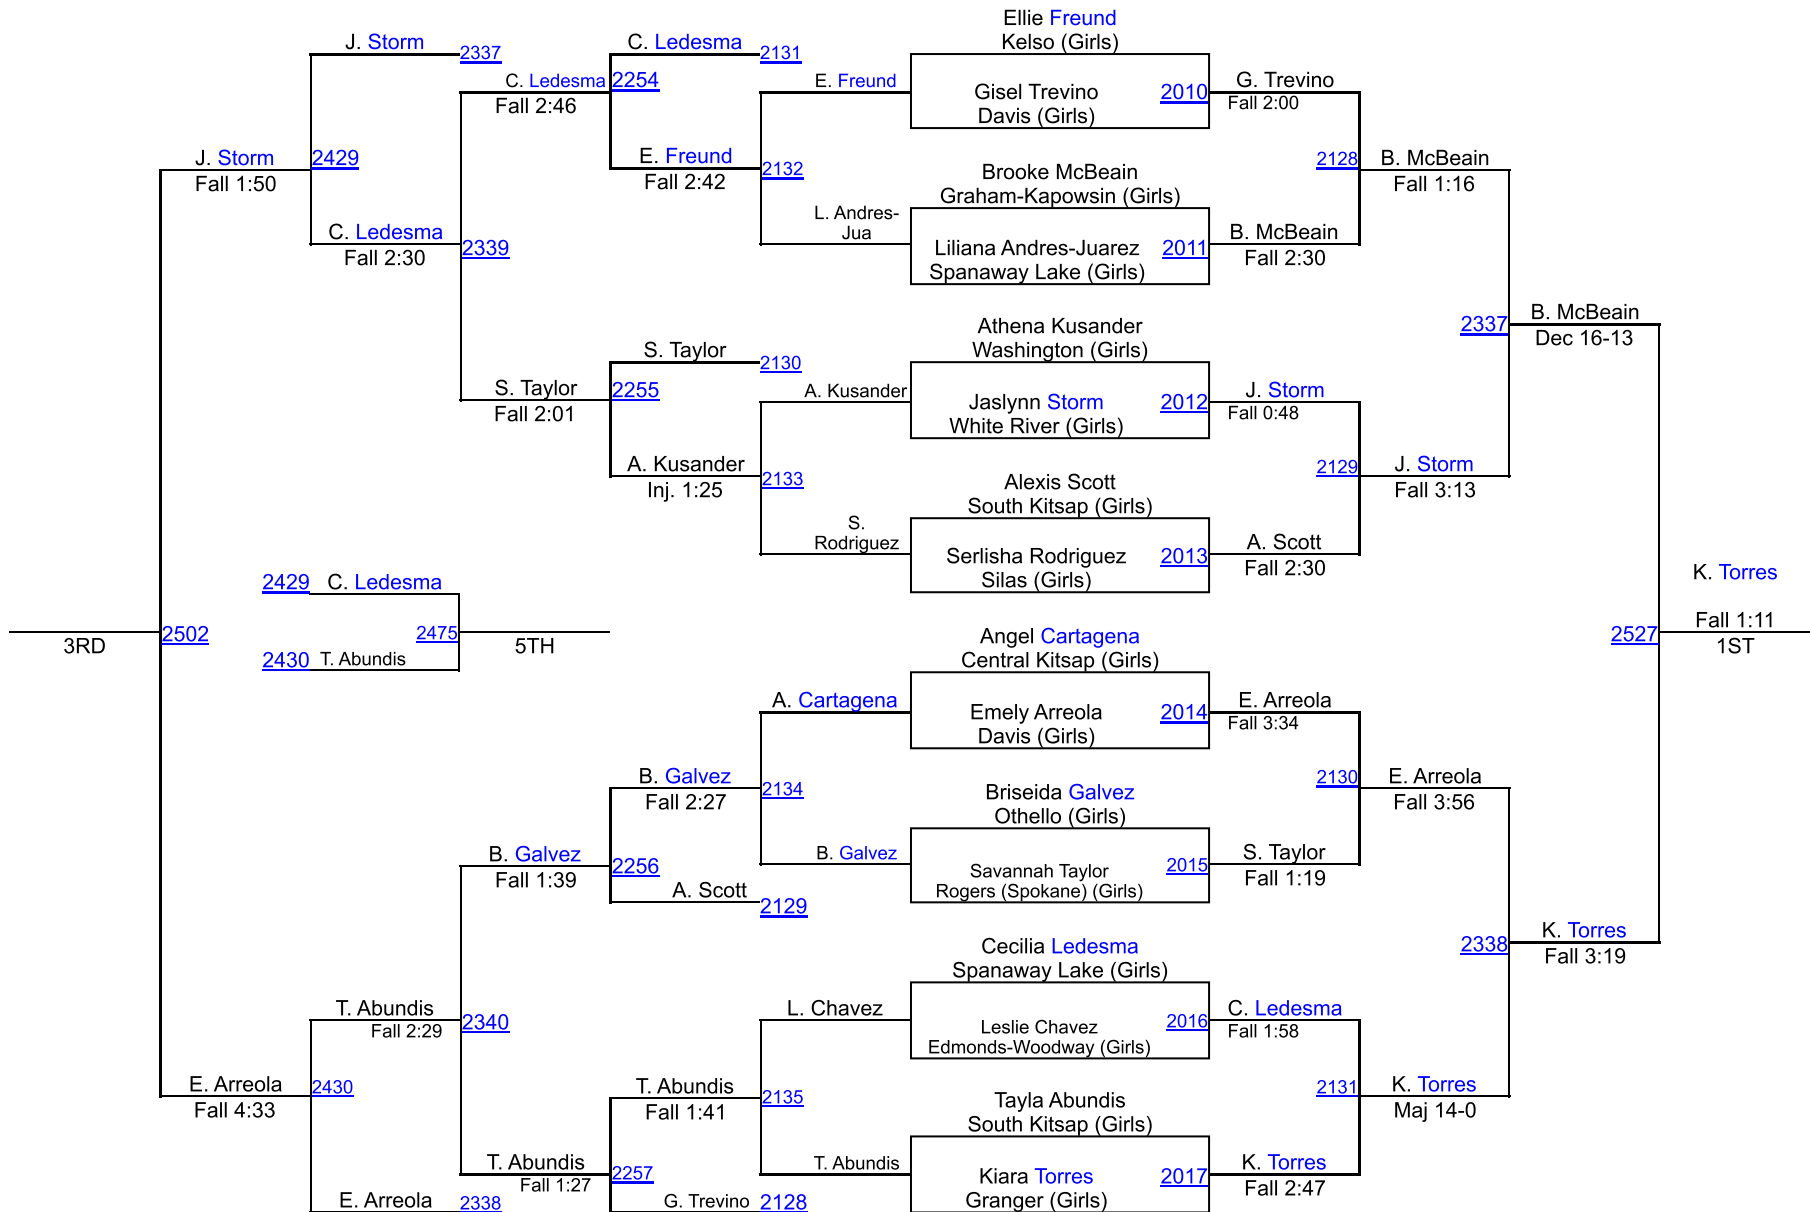 Ellie Freund
Kelso (Girls)
J. Storm
2337
C. Ledesma
2131
C. Ledesma
2254
Fall 2:46
E. Freund
Gisel Trevino
Davis (Girls)
2010
G. Trevino
Fall 2:00
J. Storm
2429
Fall 1:50
E. Freund
Fall 2:42
2132
Brooke McBeain
Graham-Kapowsin (Girls)
2128
B. McBeain
Fall 1:16
C. Ledesma
Fall 2:30
2339
L. Andres-
Jua
Liliana Andres-Juarez
Spanaway Lake (Girls)
2011
B. McBeain
Fall 2:30
Athena Kusander
Washington (Girls)
2337
B. McBeain
Dec 16-13
S. Taylor
2130
S. Taylor
Fall 2:01
2255
A. Kusander
Jaslynn Storm
White River (Girls)
2012
J. Storm
Fall 0:48
A. Kusander
Inj. 1:25
2133
Alexis Scott
South Kitsap (Girls)
2129
J. Storm
Fall 3:13
S.
Rodriguez
Serlisha Rodriguez
Silas (Girls)
2013
A. Scott
Fall 2:30
2429
C. Ledesma
K. Torres
Fall 1:11
3RD
2502
2475
5TH
2527
1ST
2430
T. Abundis
Angel Cartagena
Central Kitsap (Girls)
A. Cartagena
Emely Arreola
Davis (Girls)
2014
E. Arreola
Fall 3:34
B. Galvez
Fall 2:27
2134
Briseida Galvez
Othello (Girls)
2130
E. Arreola
Fall 3:56
B. Galvez
Fall 1:39
2256
B. Galvez
Savannah Taylor
Rogers (Spokane) (Girls)
2015
S. Taylor
Fall 1:19
A. Scott
2129
Cecilia Ledesma
Spanaway Lake (Girls)
2338
K. Torres
Fall 3:19
T. Abundis
Fall 2:29
2340
L. Chavez
Leslie Chavez
Edmonds-Woodway (Girls)
2016
C. Ledesma
Fall 1:58
E. Arreola
Fall 4:33
2430
T. Abundis
Fall 1:41
2135
Tayla Abundis
South Kitsap (Girls)
2131
K. Torres
Maj 14-0
T. Abundis
Fall 1:27
2257
T. Abundis
Kiara Torres
Granger (Girls)
2017
K. Torres
Fall 2:47
E. Arreola
2338
G. Trevino
2128